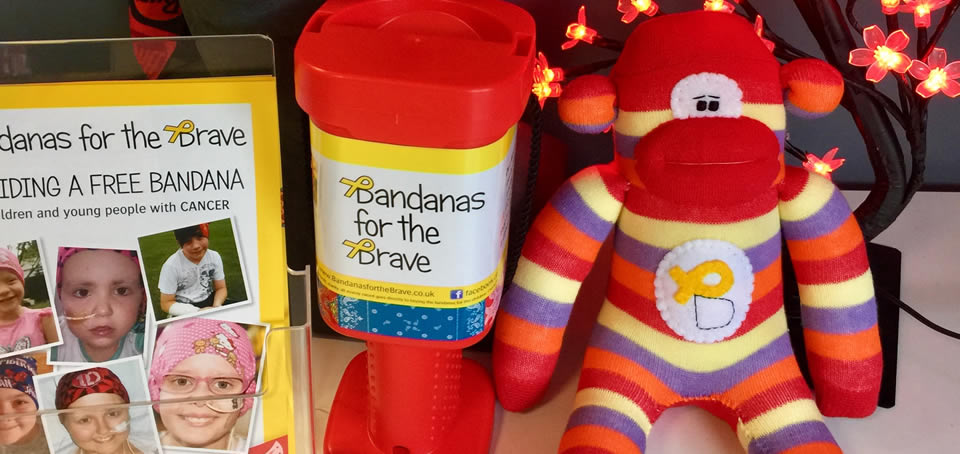 danas for the Brave
IDING A FREE BANDANA
ldren and young people with CANCER
Bandanas
for the
Brave
www.BandanasfortheBrave.co.uk
facebook